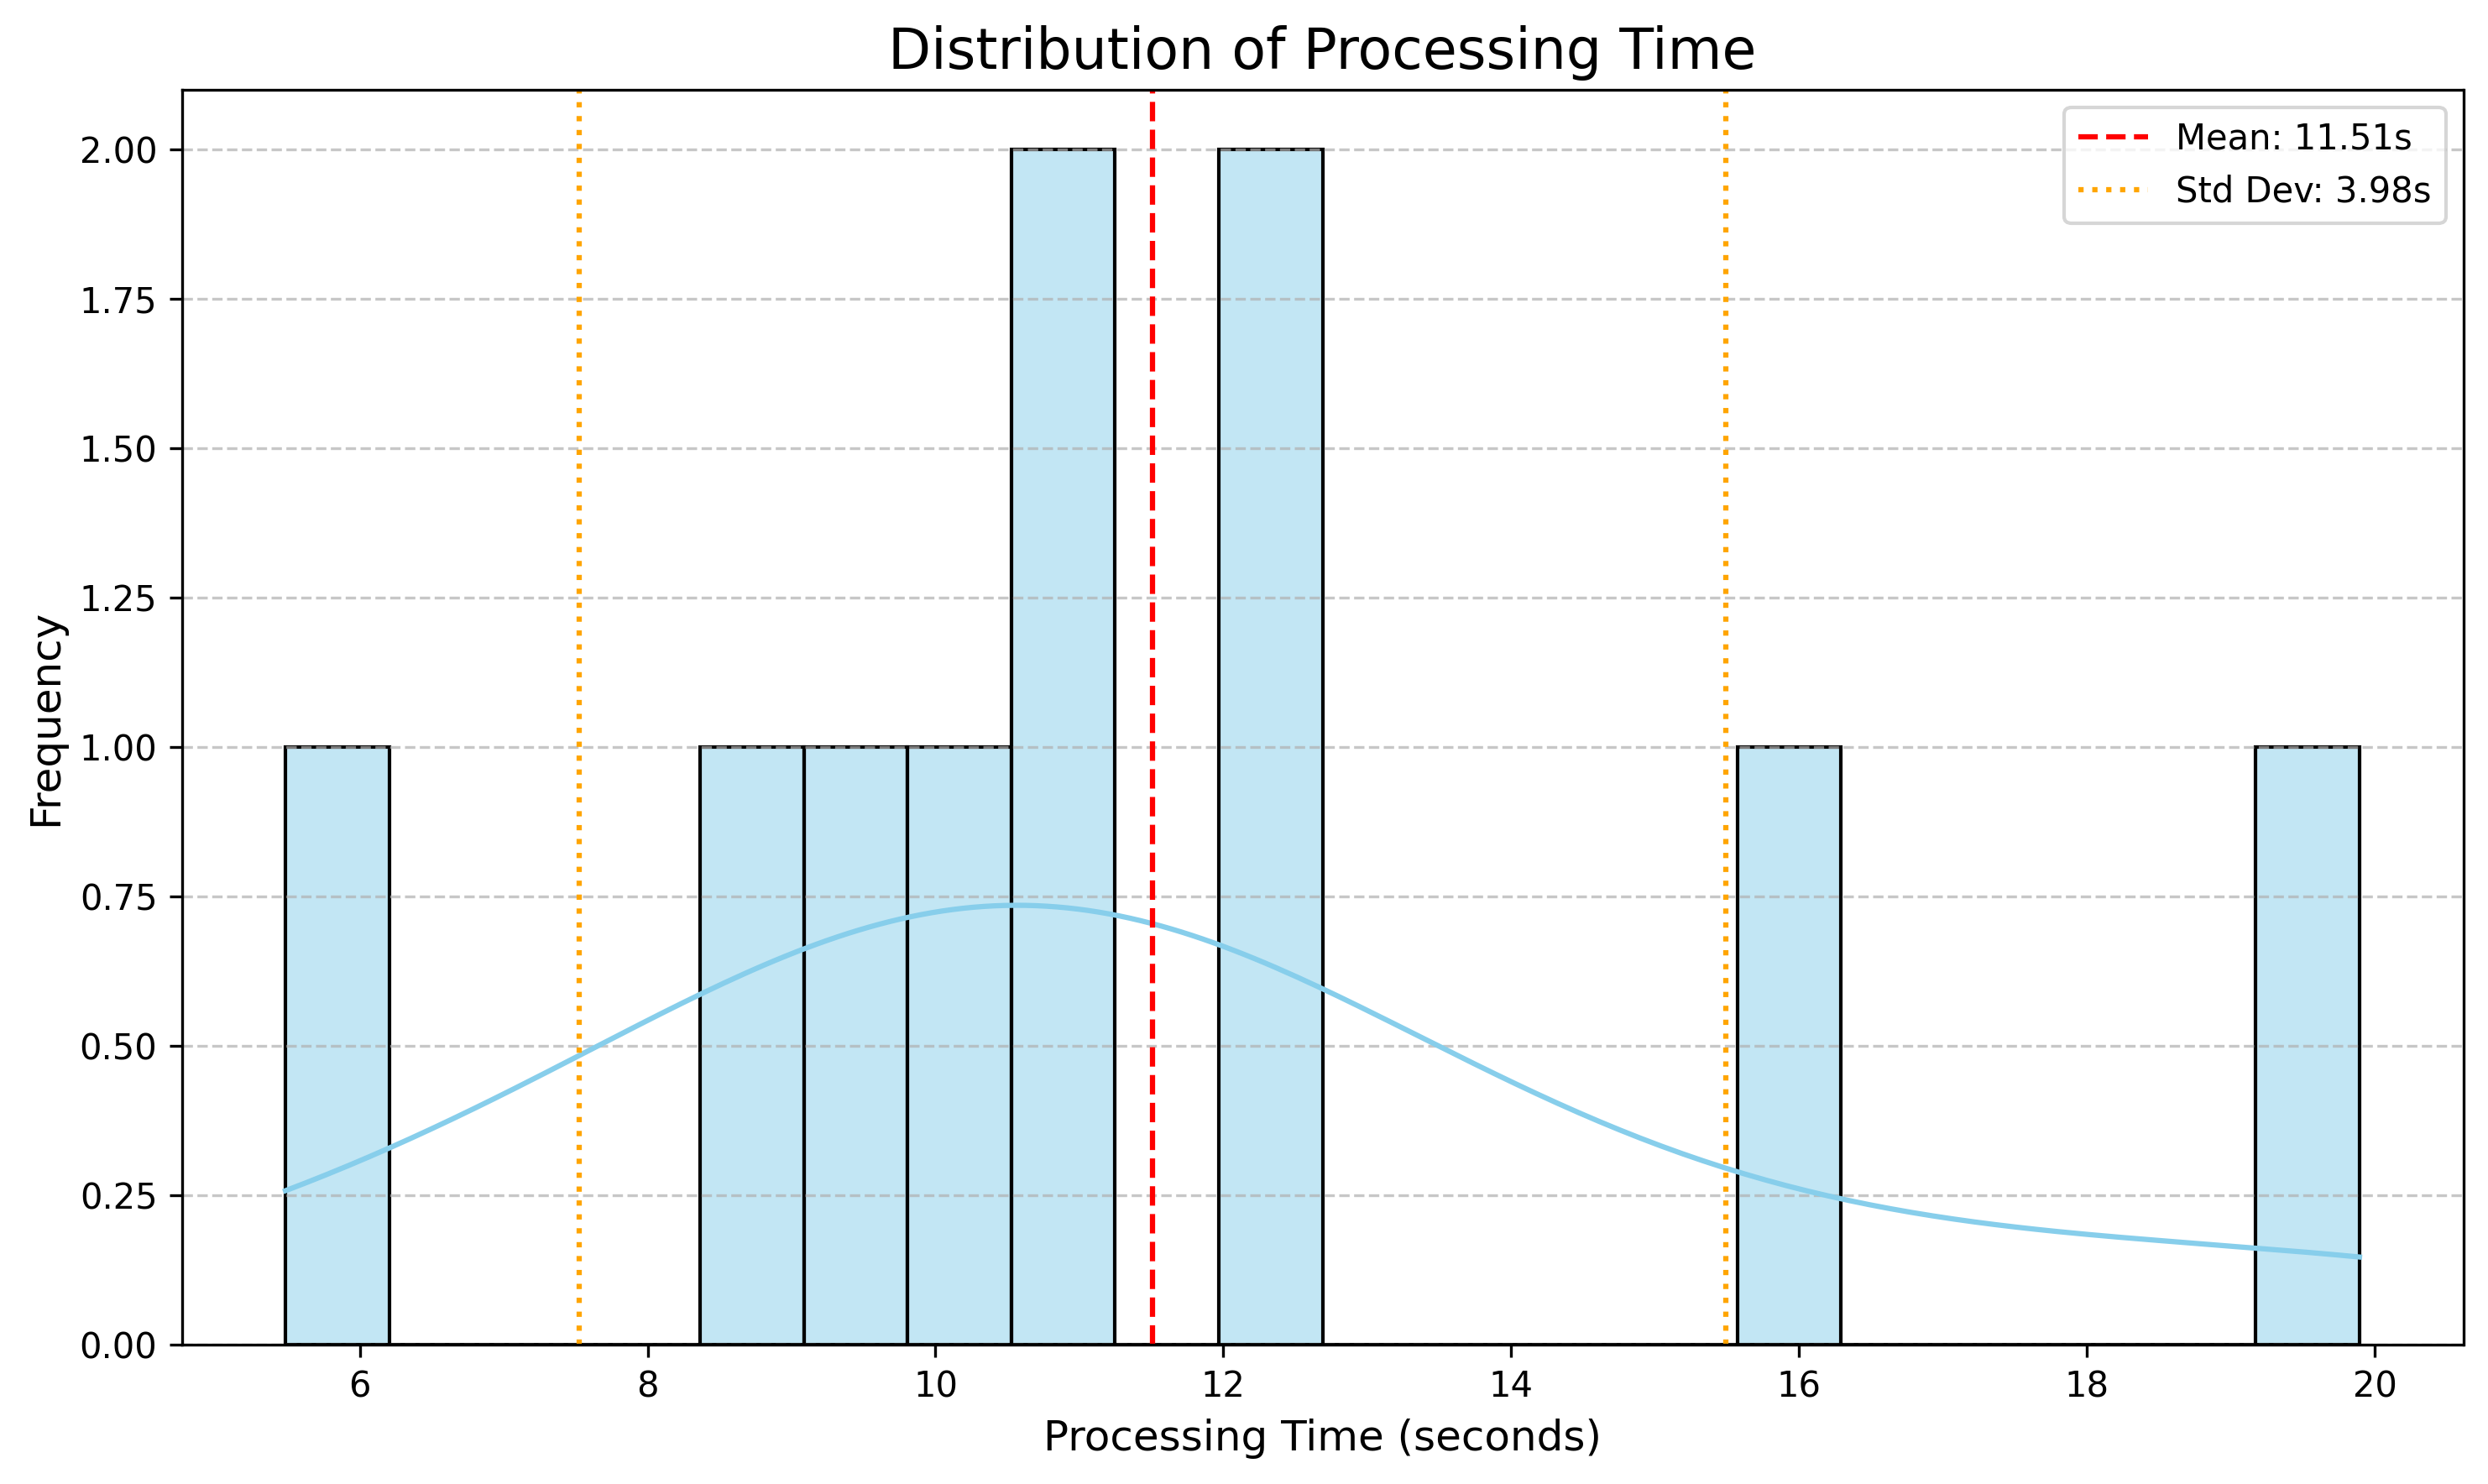 Distribution of Processing Time
Mean: 11.51s
Std Dev: 3.98s
Frequency
2.00
1.75
1.50
1.25
1.00
0.75
0.50
0.25
0.00
6 8 10 12 14 16 18 20
Processing Time (seconds)